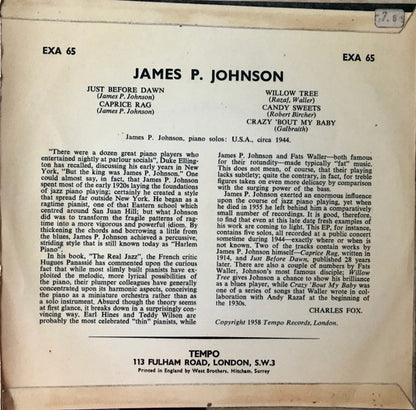 7. 6
EXA 65
EXA 65
JAMES P. JOHNSON
JUST BEFORE DAWN
(James P. Johnson)
CAPRICE RAG
(James P. Johnson)
WILLOW TREE
(Razaf, Waller)
CANDY SWEETS
(Robert Bircher)
CRAZY 'BOUT MY BABY
(Galbraith)
James P. Johnson, piano solos: U.S.A., circa 1944.
"There were a dozen great piano players who
entertained nightly at parlour socials", Duke Elling-
ton has recalled, discussing his early years in New
York, "But the king was James P. Johnson." One
could almost say, in fact, that James P. Johnson
spent most of the early 1920s laying the foundations
of jazz piano playing; certainly he created a style
that spread far outside New York. He began as a
ragtime pianist, one of that Eastern school which
centred around San Juan Hill; but what Johnson
did was to transform the fragile patterns of rag-
time into a more vigorous and powerful idiom. By
thickening the chords and borrowing a little from
the blues, James P. Johnson achieved a percussive,
striding style that is still known today as "Harlem
Piano".
In his book, "The Real Jazz", the French critic
Hugues Panassié had commented upon the curious
fact that while most slimly built pianists have ex-
ploited the melodic, more lyrical possibilities of
the piano, their plumper colleagues have generally
concentrated upon its harmonic aspects, conceiving
the piano as a miniature orchestra rather than as
a solo instrument. Absurd though the theory seems
at first glance, it breaks down in a surprisingly con-
vincing way. Earl Hines and Teddy Wilson are
probably the most celebrated "thin" pianists, while
James P. Johnson and Fats Waller—both famous
for their rotundity—made typically "fat" music.
This does not mean, of course, that their playing
lacks subtlety; quite the contrary, in fact, for treble
figures taken on even more delicacy by comparison
with the surging power of the bass.
James P. Johnson exerted an enormous influence
upon the course of jazz piano playing, yet when
he died in 1955 he left behind him a comparatively
small number of recordings. It is good, therefore,
to find that even at this late date fresh examples of
his work are coming to light. This EP, for instance,
contains five solos, all recorded at a public concert
sometime during 1944—exactly where or when is
not known. Two of the tracks contain works by
James P. Johnson himself—Caprice Rag, written in
1914, and Just Before Dawn, published 28 years
later. There are also a couple of numbers by Fats
Waller, Johnson's most famous disciple; Willow
Tree gives Johnson a chance to show his brilliance
as a blues player, while Crazy 'Bout My Baby was
one of a series of songs that Waller wrote in col-
laboration with Andy Razaf at the beginning of the
1930s.
CHARLES FOX.
Copyright 1958 Tempo Records, London.
TEMPO
113 FULHAM ROAD, LONDON, S.W.3
Printed in England by West Brothers, Mitcham, Surrey